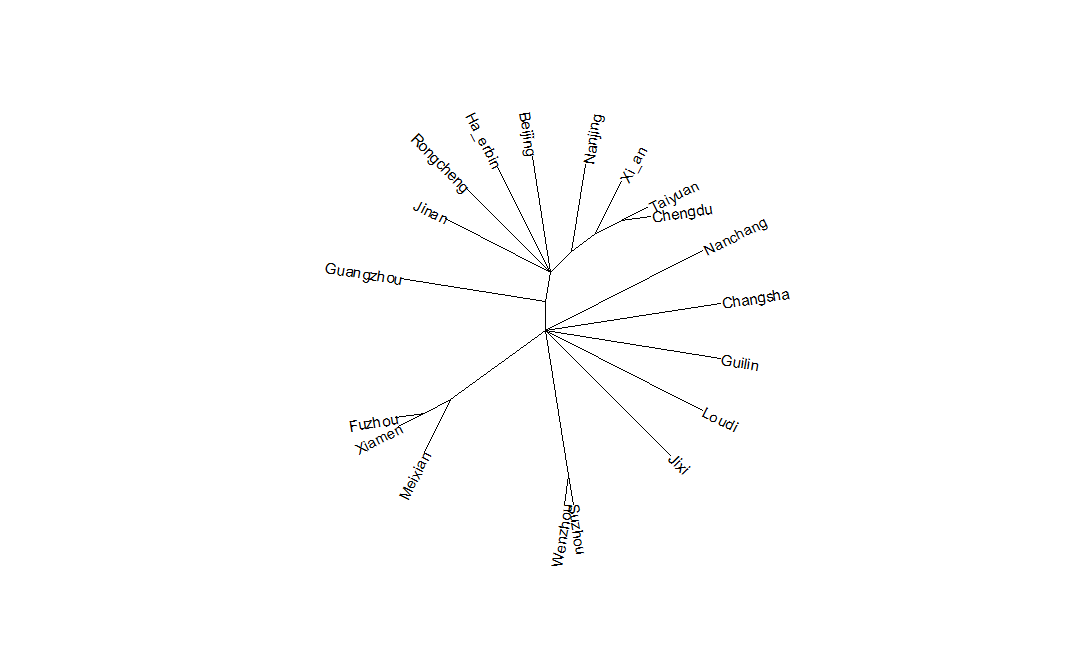 Beijing
Nanjing
Ha_erbin
Xi_an
Rongcheng
Taiyuan
Chengdu
Jinan
Nanchang
Guangzhou
Changsha
Guilin
Loudi
Fuzhou
Xiamen
Jixi
Meixian
Suzhou
Wenzhou